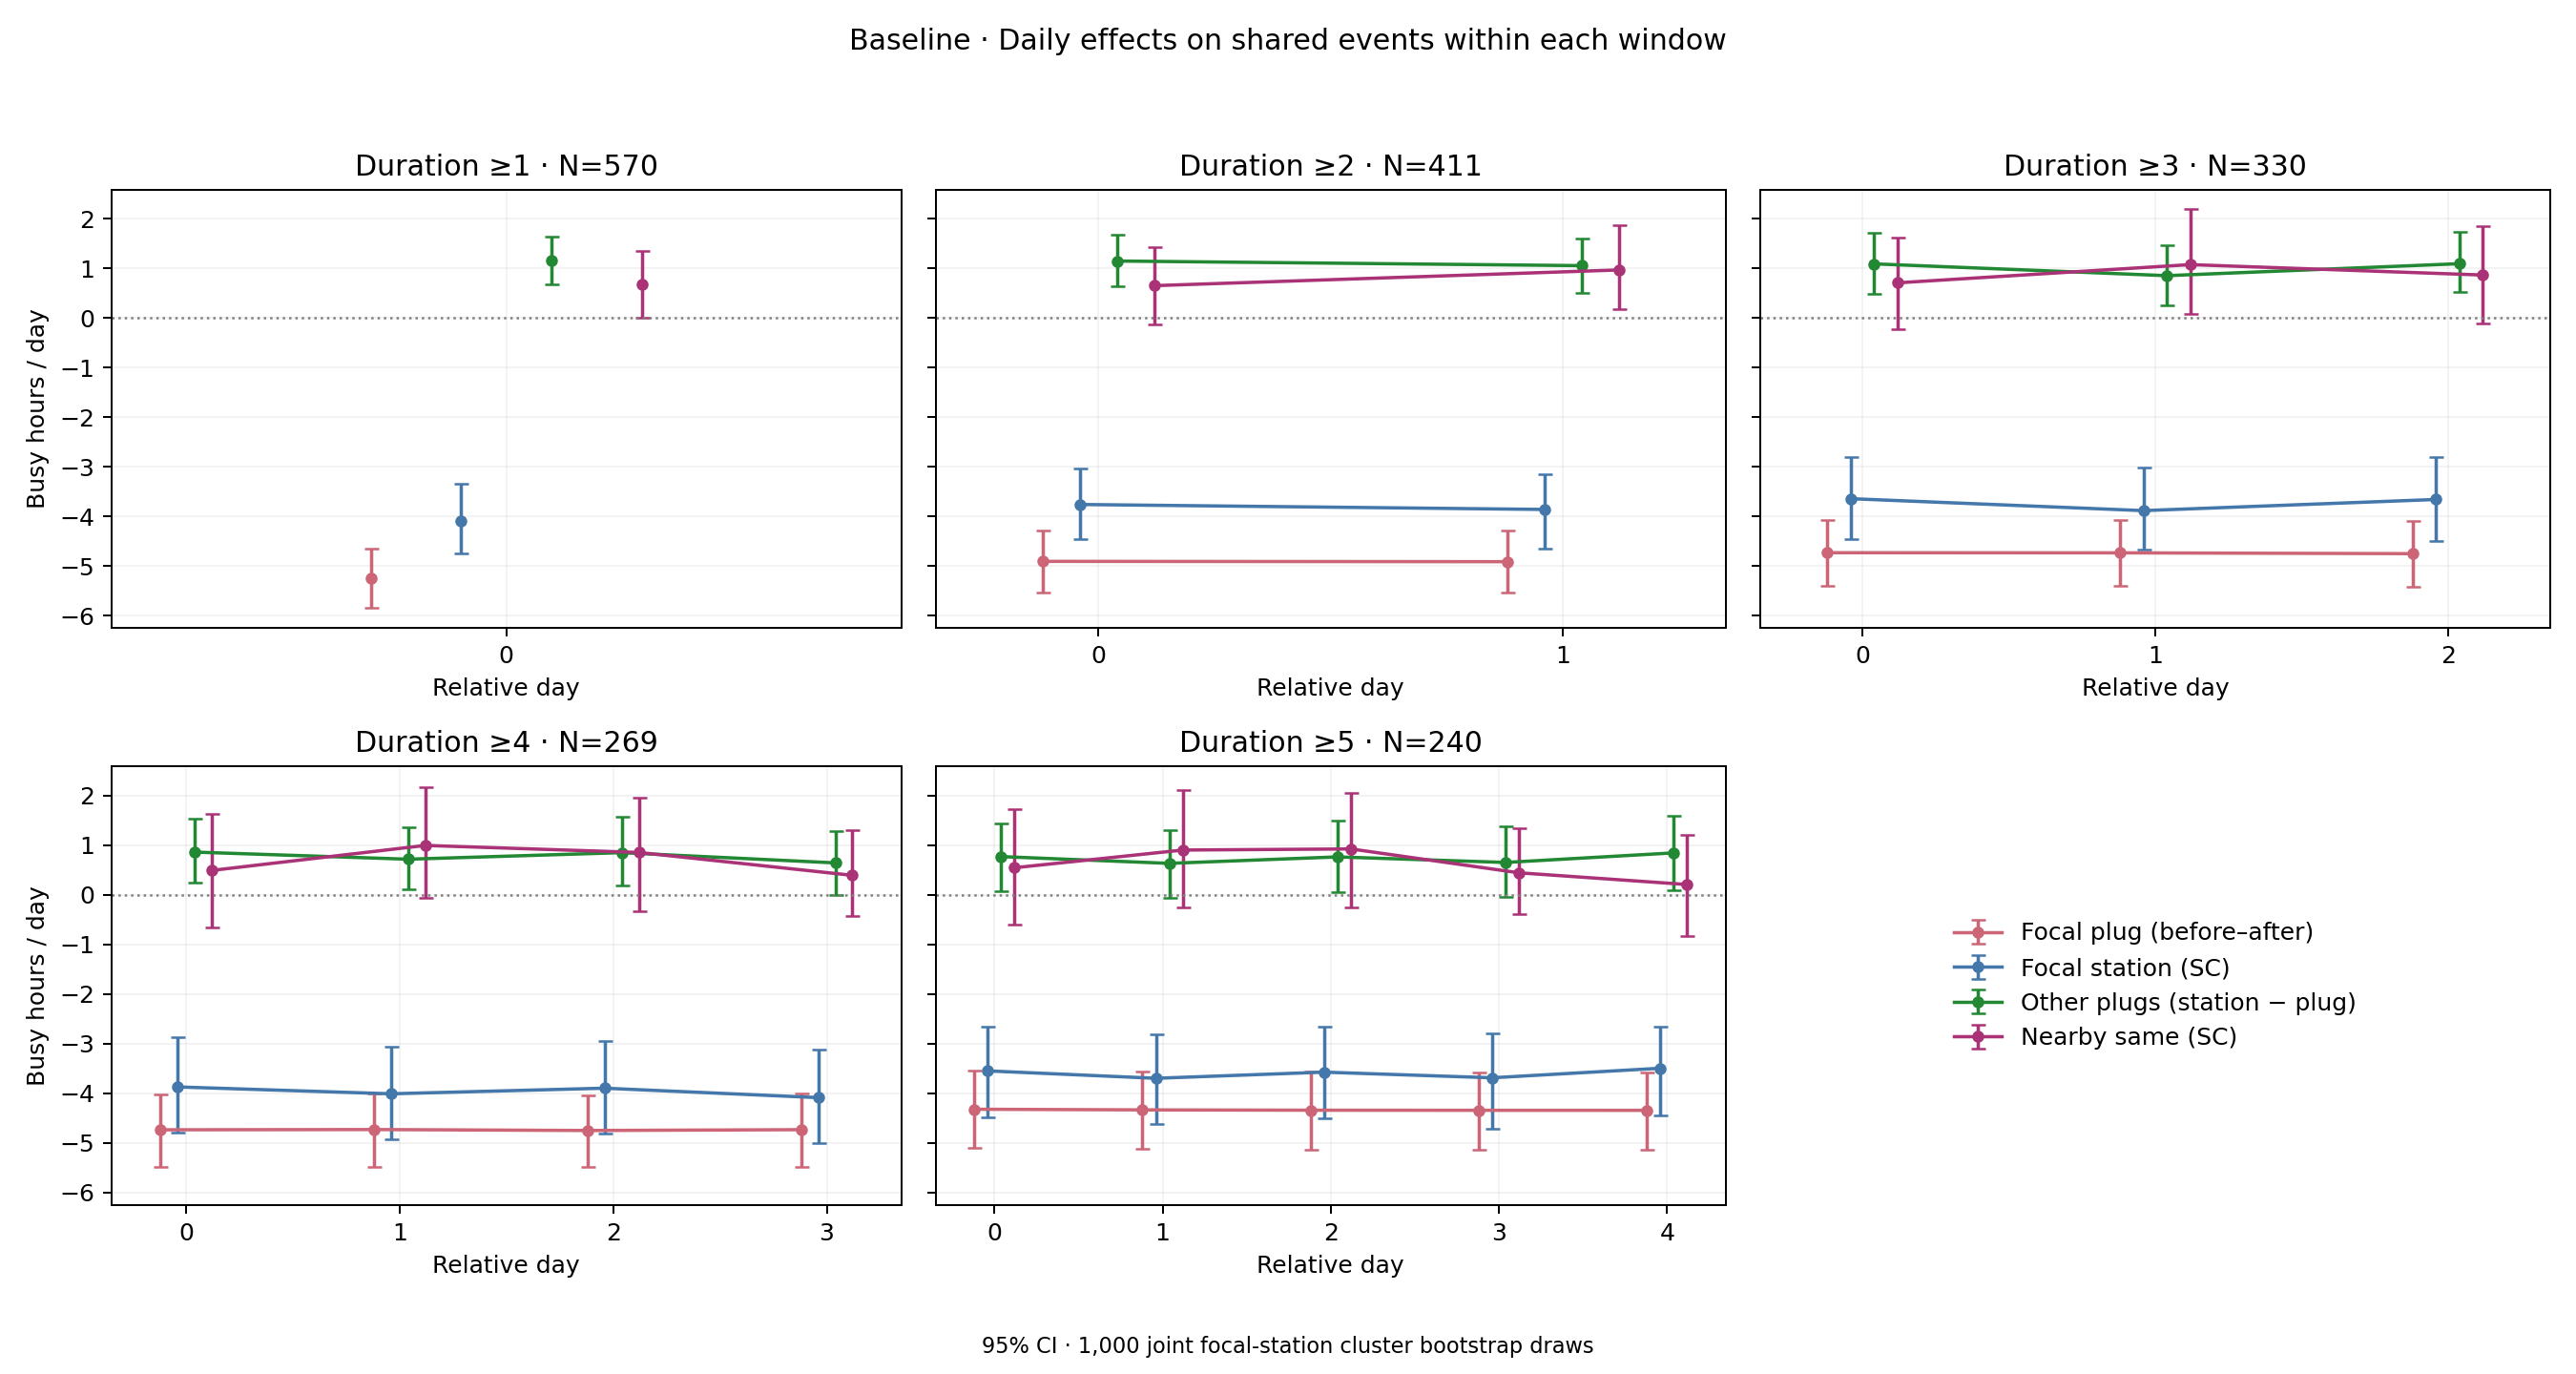 Baseline · Daily effects on shared events within each window
Duration ≥1 · N=570
Duration ≥2 · N=411
Duration ≥3 · N=330
Busy hours / day
2
1
0
−1
−2
−3
−4
−5
−6
0
0 1
0 1 2
Relative day
Relative day
Relative day
Duration ≥4 · N=269
Duration ≥5 · N=240
Busy hours / day
2
1
0
−1
−2
−3
−4
−5
−6
0 1 2 3
0 1 2 3 4
Relative day
Relative day
Focal plug (before–after)
Focal station (SC)
Other plugs (station − plug)
Nearby same (SC)
95% CI · 1,000 joint focal-station cluster bootstrap draws